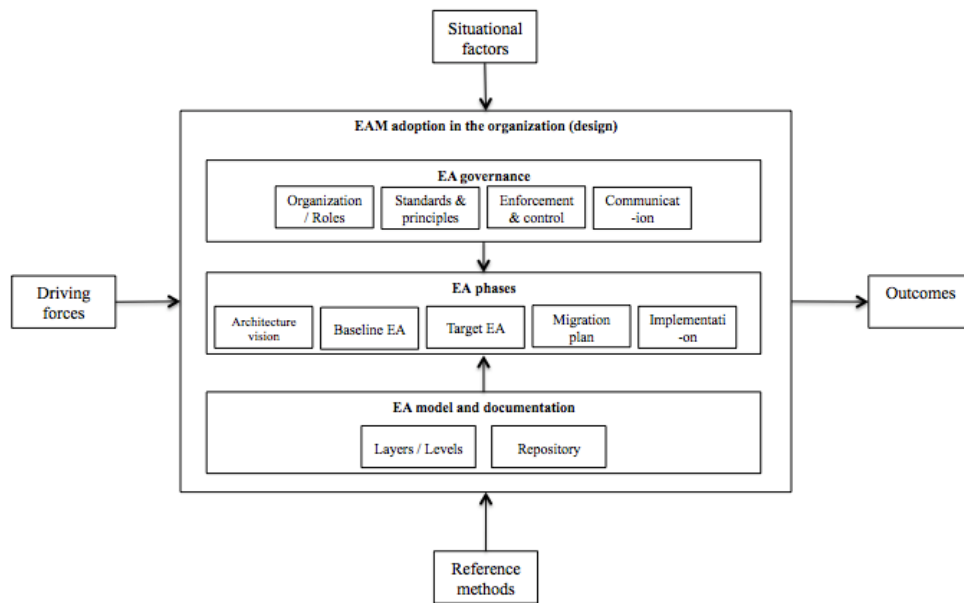 Situational
factors
EAM adoption in the organization (design)
EA governance
Organization
/ Roles
Standards &
principles
Enforcement
& control
Communicat
-ion
Driving
forces
EA phases
Architecture
vision
Baseline EA
Target EA
Migration
plan
Implementati
-on
Outcomes
EA model and documentation
Layers / Levels
Repository
Reference
methods